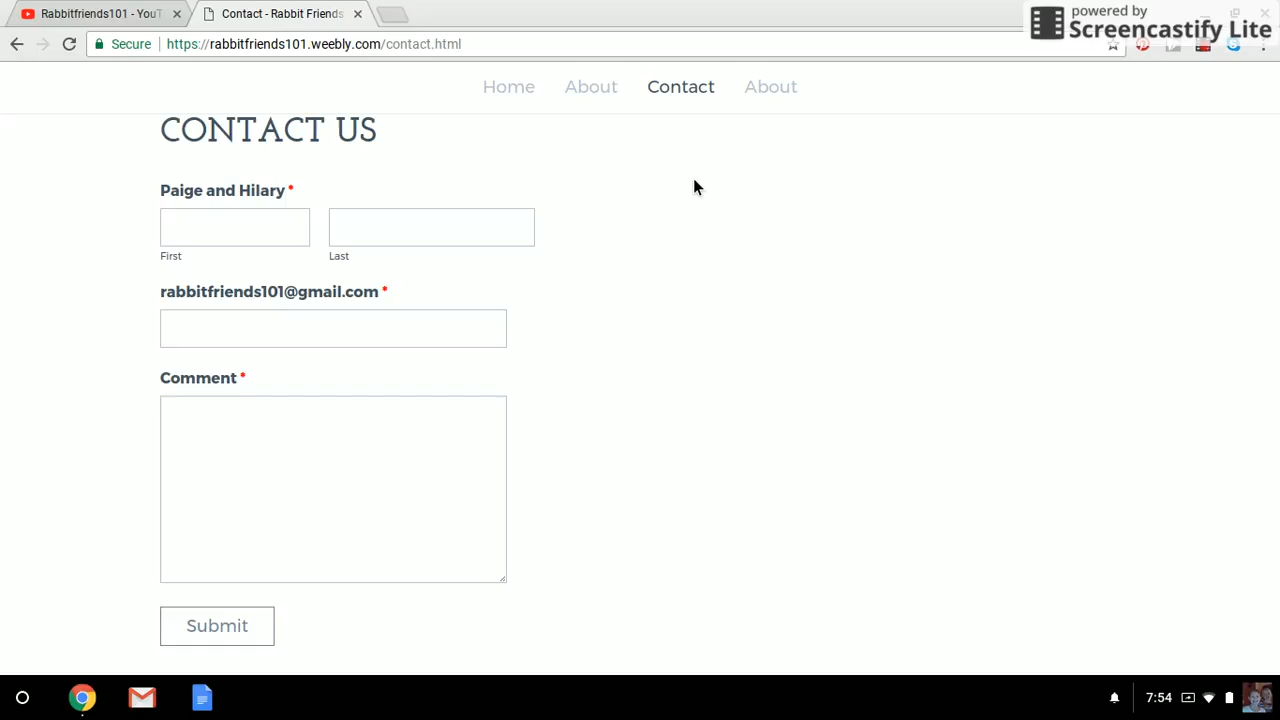 Rabbitfriends101 - YouT
Contact - Rabbit Friends
powered by
Screencastify Lite
Secure
https://rabbitfriends101.weebly.com/contact.html
Home About Contact About
CONTACT US
Paige and Hilary *
First Last
rabbitfriends101@gmail.com *
Comment *
Submit
7:54